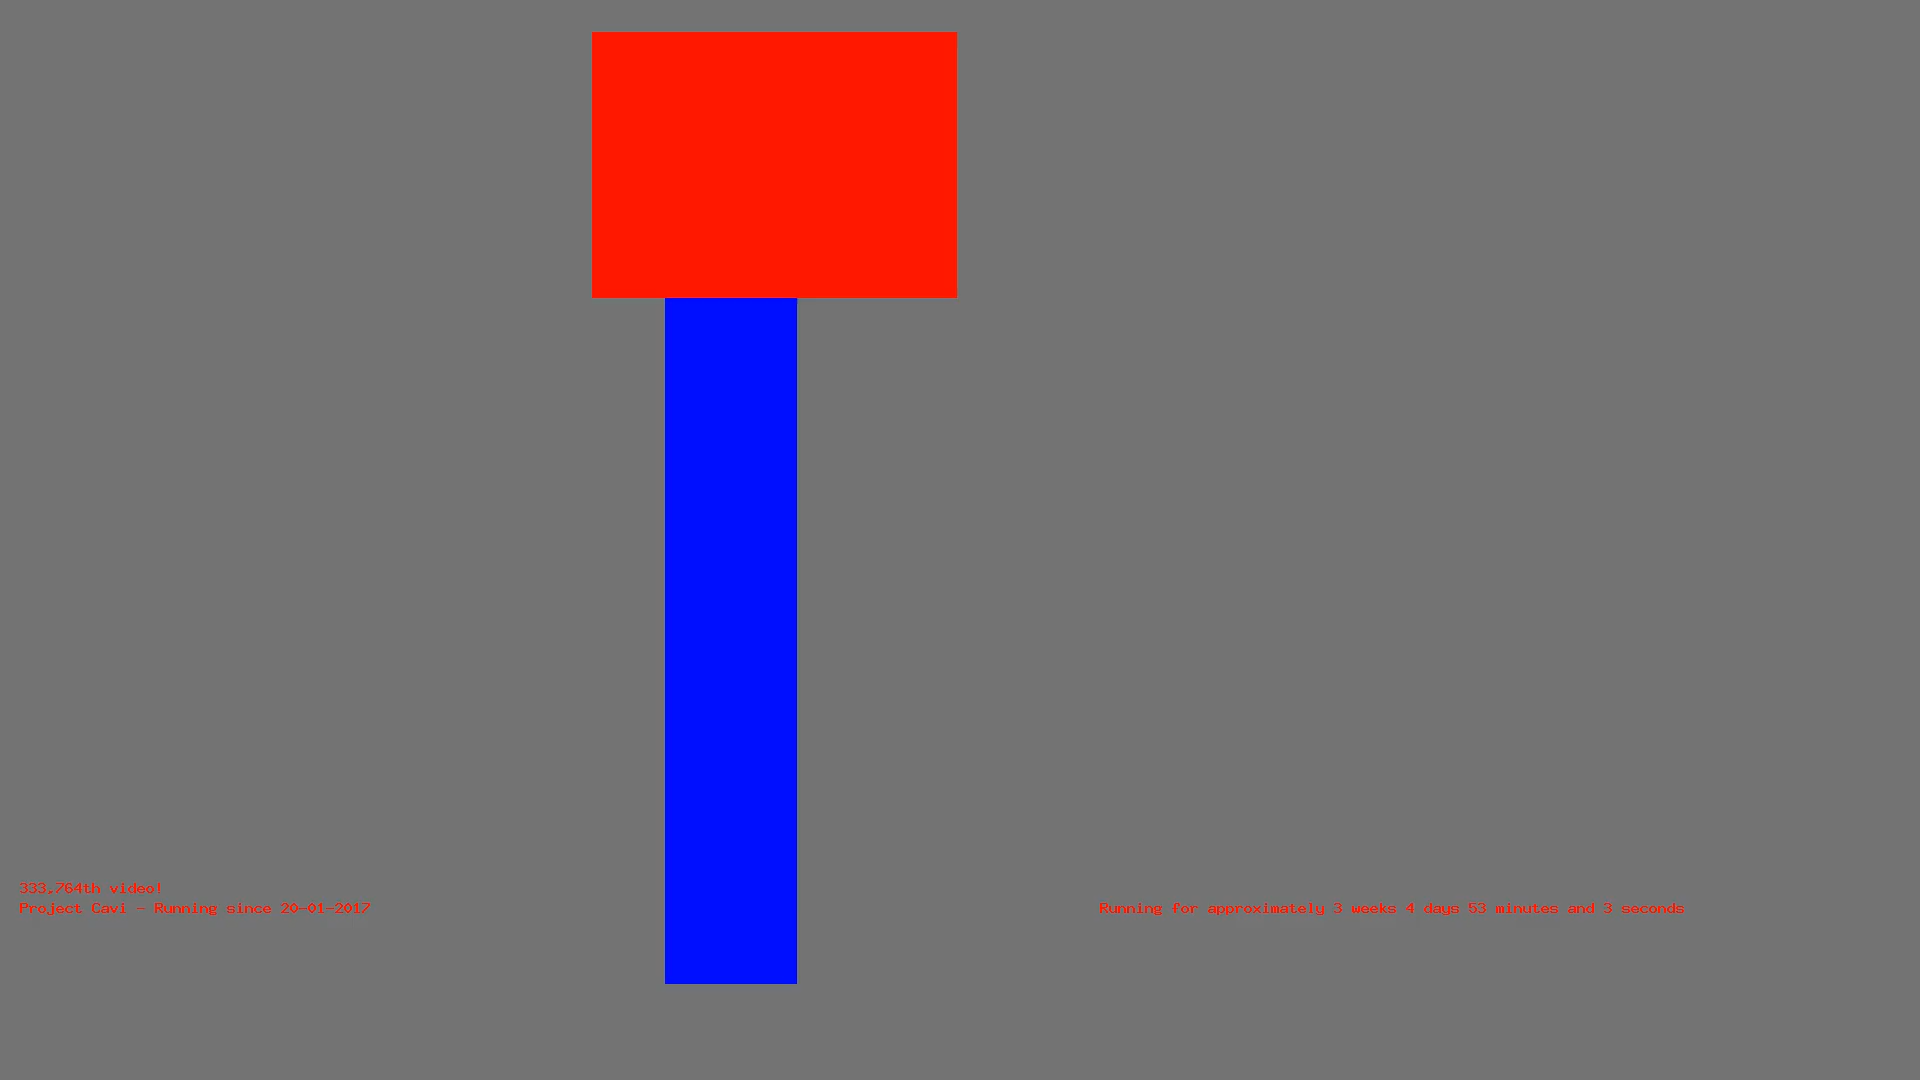 333,764th video!
Project Cavi - Running since 20-01-2017
Running for approximately 3 weeks 4 days 53 minutes and 3 seconds